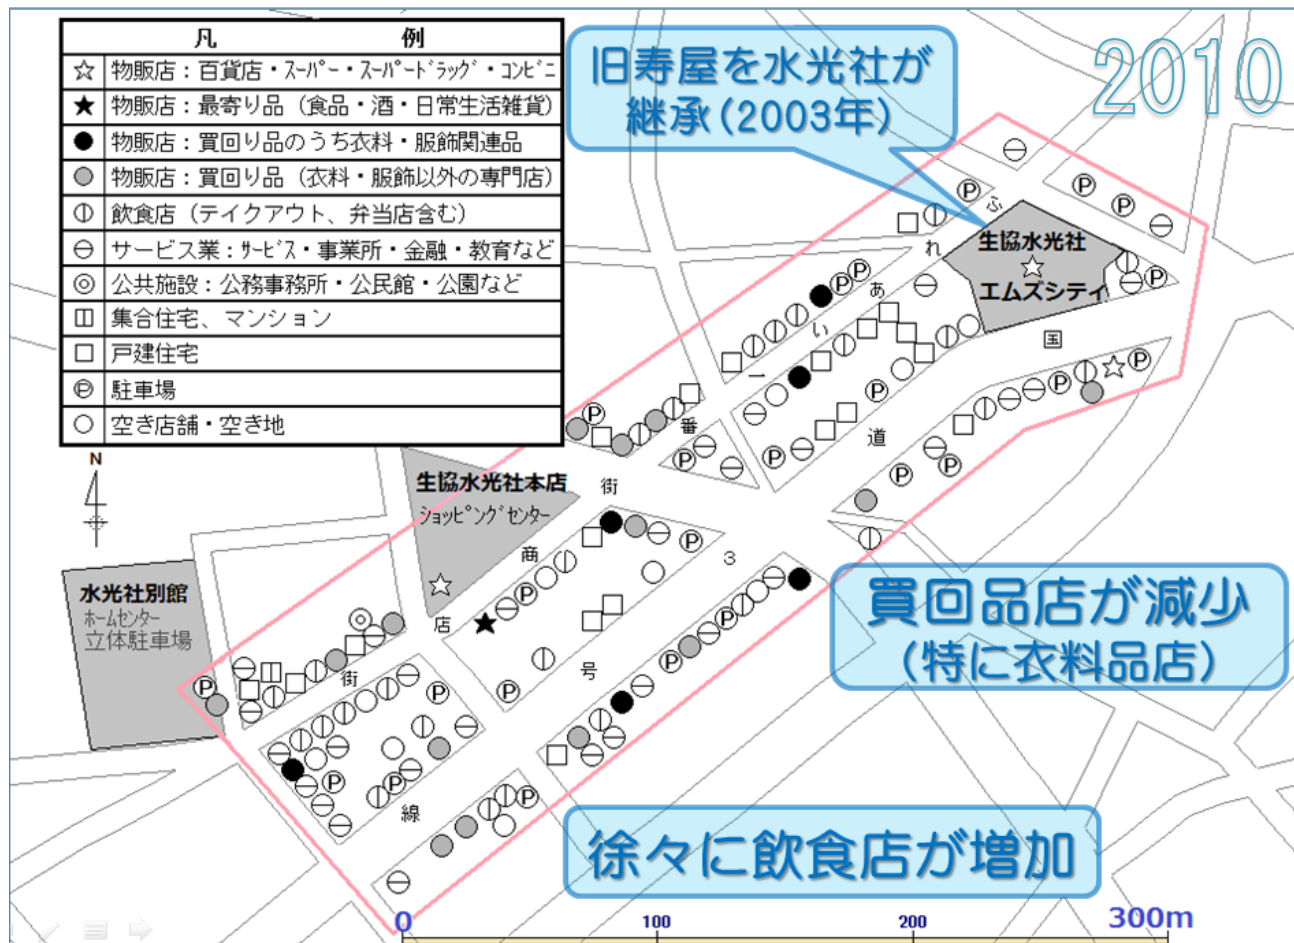 凡 例
☆ 物販店：百貨店・スーパー・スーパードラッグ・コンビニ
★ 物販店：最寄り品（食品・酒・日常生活雑貨）
● 物販店：買回り品のうち衣料・服飾関連品
物販店：買回り品（衣料・服飾以外の専門店）
飲食店（テイクアウト、弁当店含む）
サービス業：サービス・事業所・金融・教育など
◎ 公共施設：公務事務所・公民館・公園など
集合住宅、マンション
□ 戸建住宅
Ⓟ 駐車場
○ 空き店舗・空き地
旧寿屋を水光社が
継承(2003年)
2010
生協水光社
エムズシティ
ふれあい一番街商店街
国道3号線
N
生協水光社本店
ショッピングセンター
水光社別館
ホームセンター
立体駐車場
買回品店が減少
(特に衣料品店)
徐々に飲食店が増加
0 100 200 300m